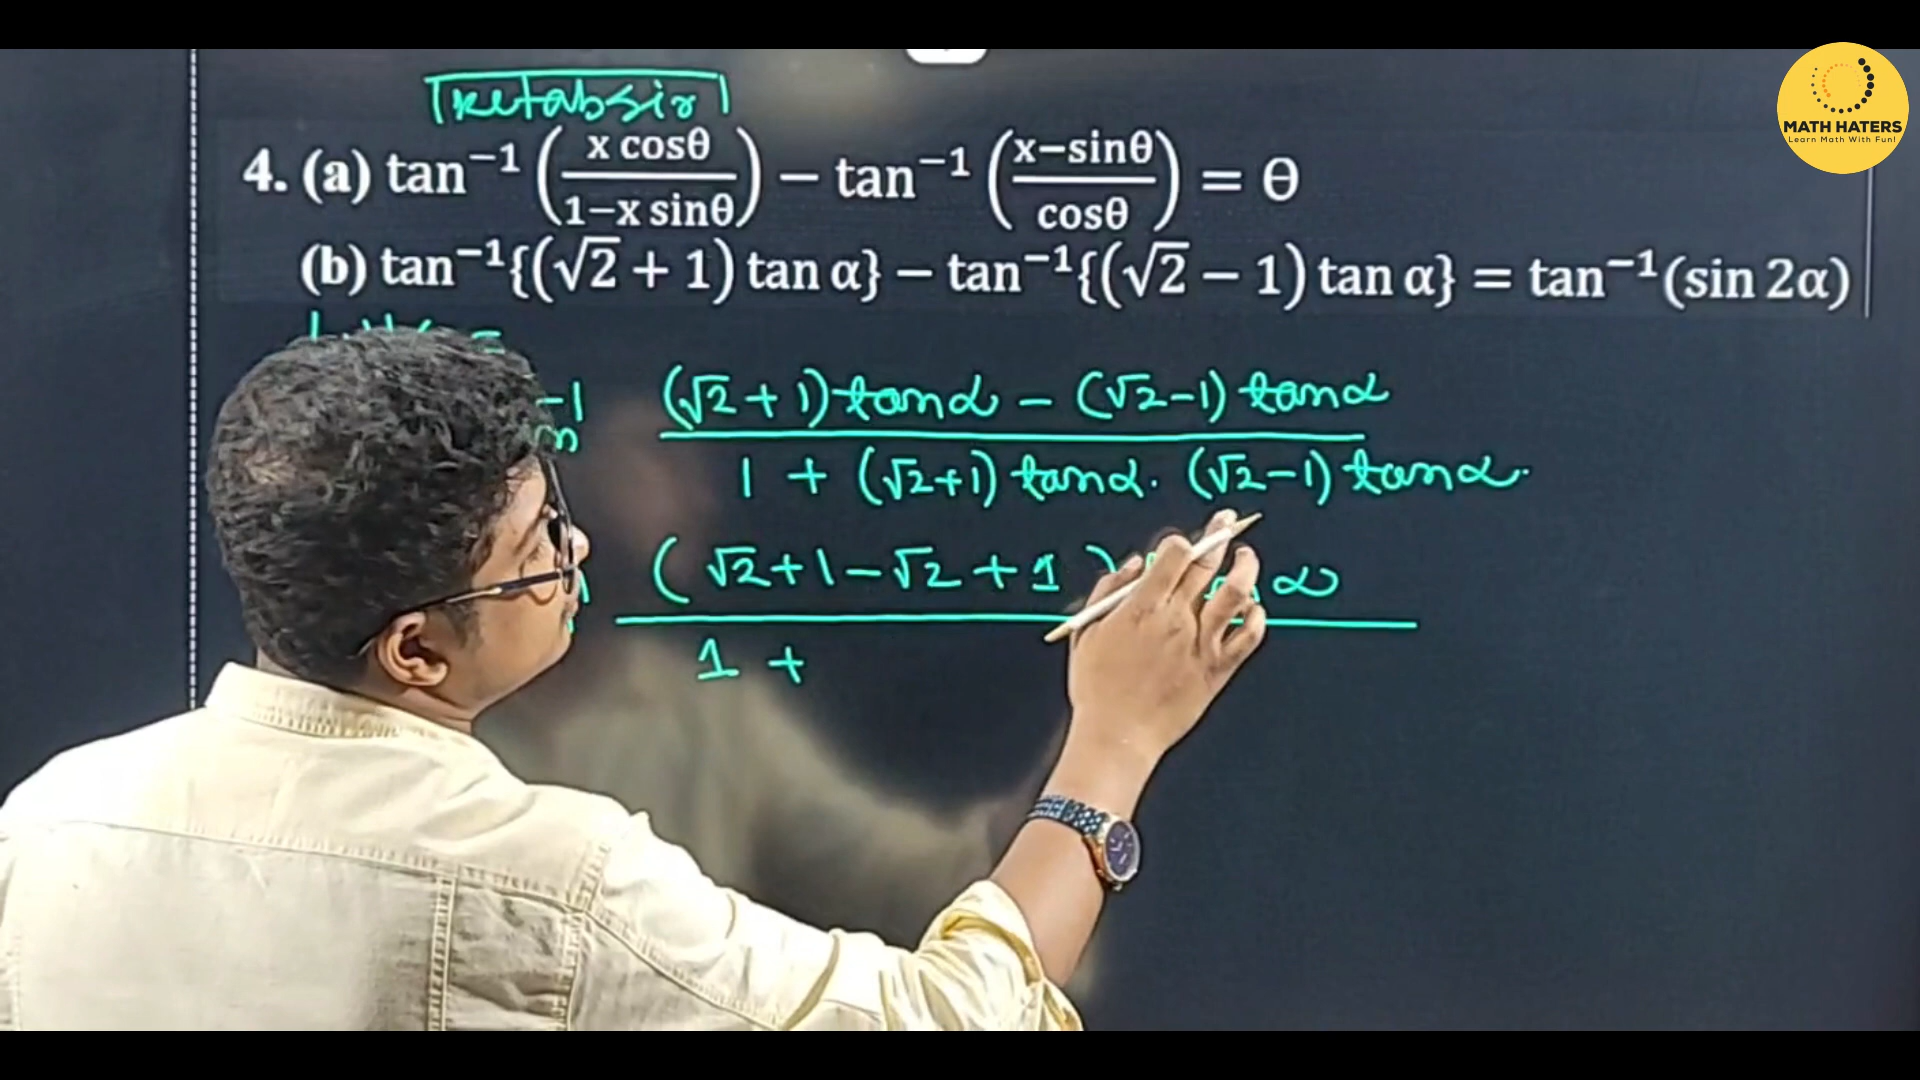 ketabsir
4. (a) tan⁻¹ (x cosθ / 1−x sinθ) − tan⁻¹ (x−sinθ / cosθ) = θ
(b) tan⁻¹{(√2 + 1) tan α} − tan⁻¹{(√2 − 1) tan α} = tan⁻¹(sin 2α)
(√2 + 1) tanα − (√2 − 1) tanα
1 + (√2+1) tanα · (√2−1) tanα.
(√2 + 1 − √2 + 1) α
1 +
MATH HATERS
Learn Math With Fun!